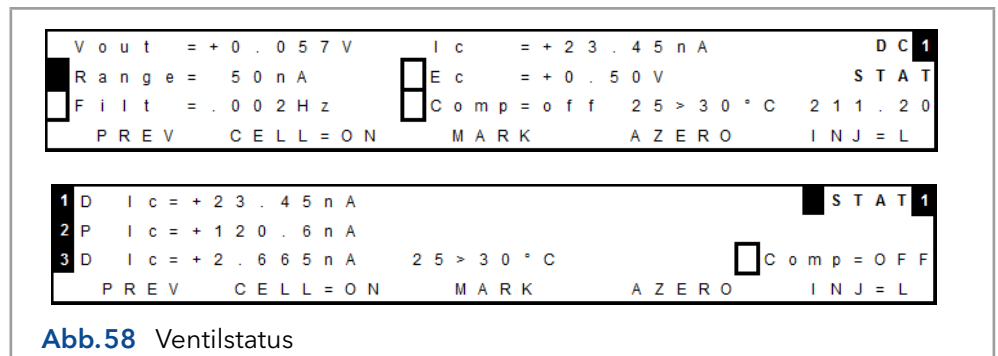 Vout =+0.057V Ic =+23.45nA DC 1
Range= 50nA Ec =+0.50V STAT
Filt =.002Hz Comp=off 25>30°C 211.20
PREV CELL=ON MARK AZERO INJ=L
1 D Ic=+23.45nA STAT 1
2 P Ic=+120.6nA
3 D Ic=+2.665nA 25>30°C Comp=OFF
PREV CELL=ON MARK AZERO INJ=L
Abb.58 Ventilstatus